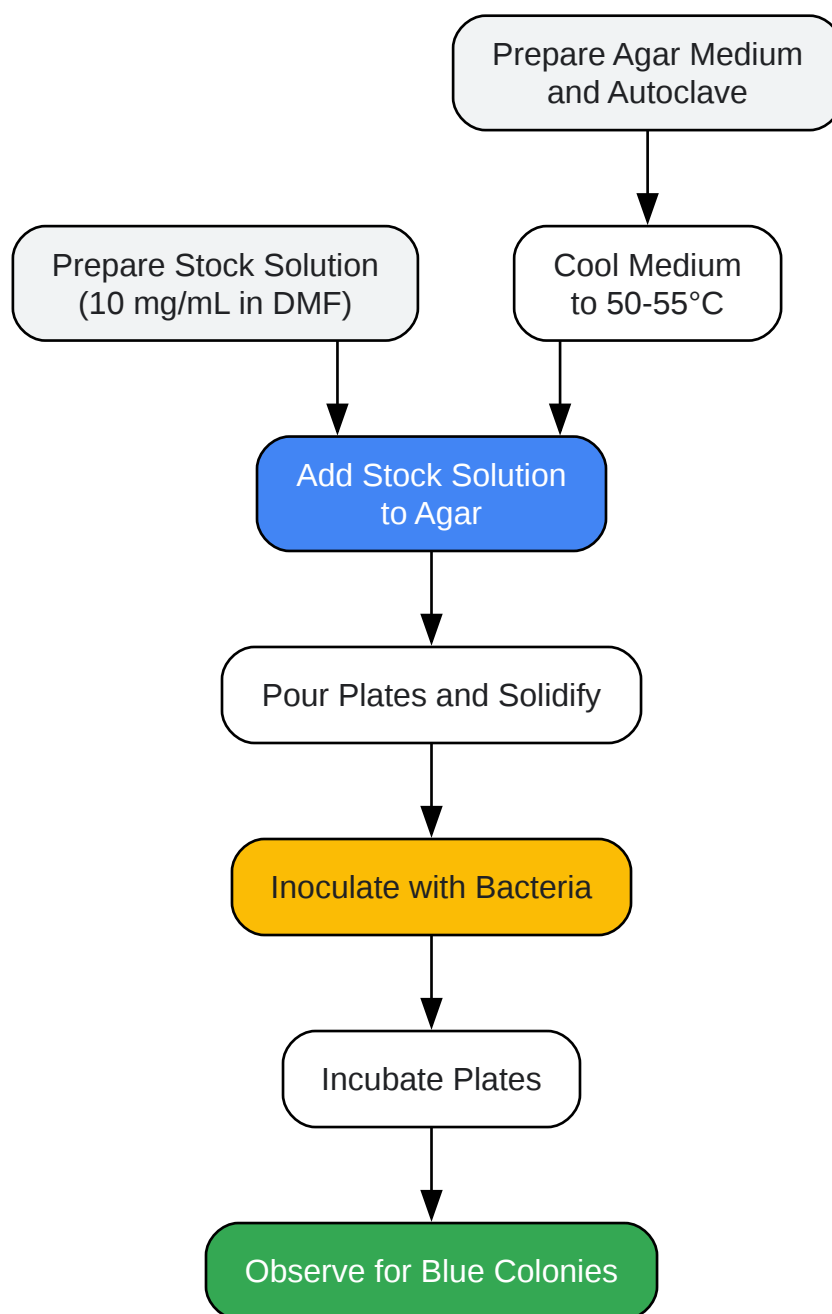 Prepare Agar Medium
and Autoclave
Prepare Stock Solution
(10 mg/mL in DMF)
Cool Medium
to 50-55°C
Add Stock Solution
to Agar
Pour Plates and Solidify
Inoculate with Bacteria
Incubate Plates
Observe for Blue Colonies